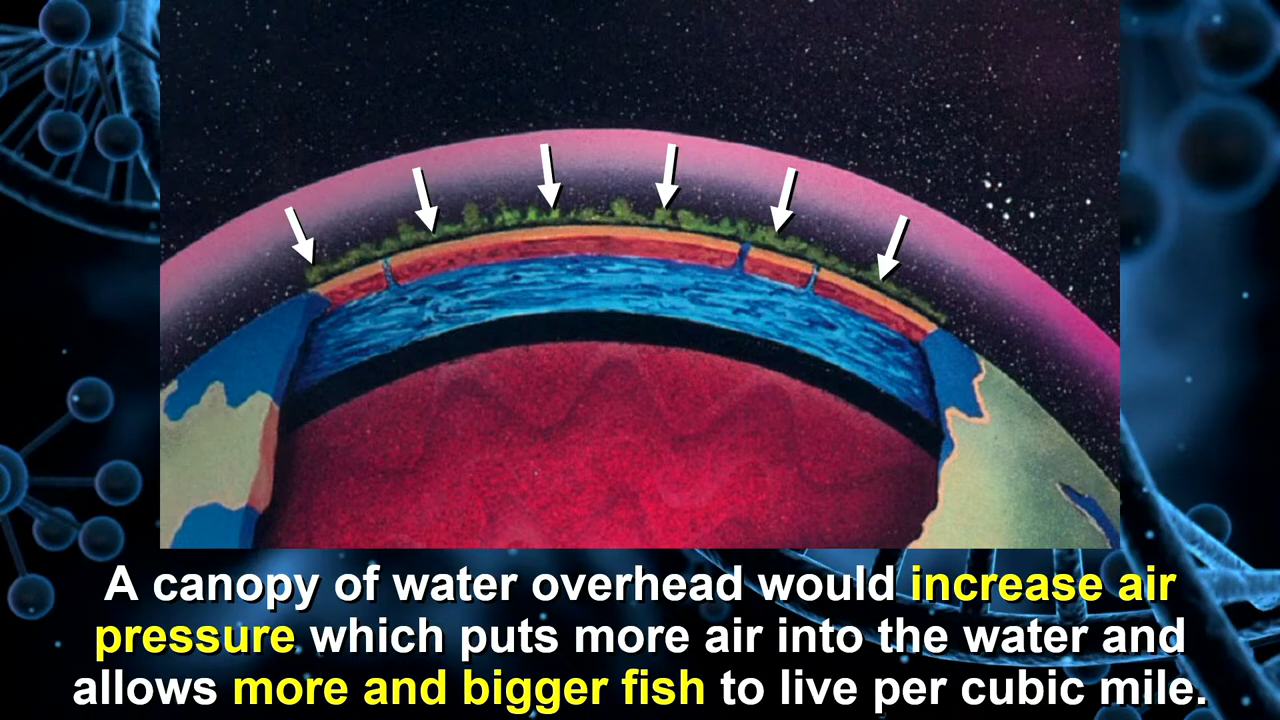 A canopy of water overhead would increase air
pressure which puts more air into the water and
allows more and bigger fish to live per cubic mile.